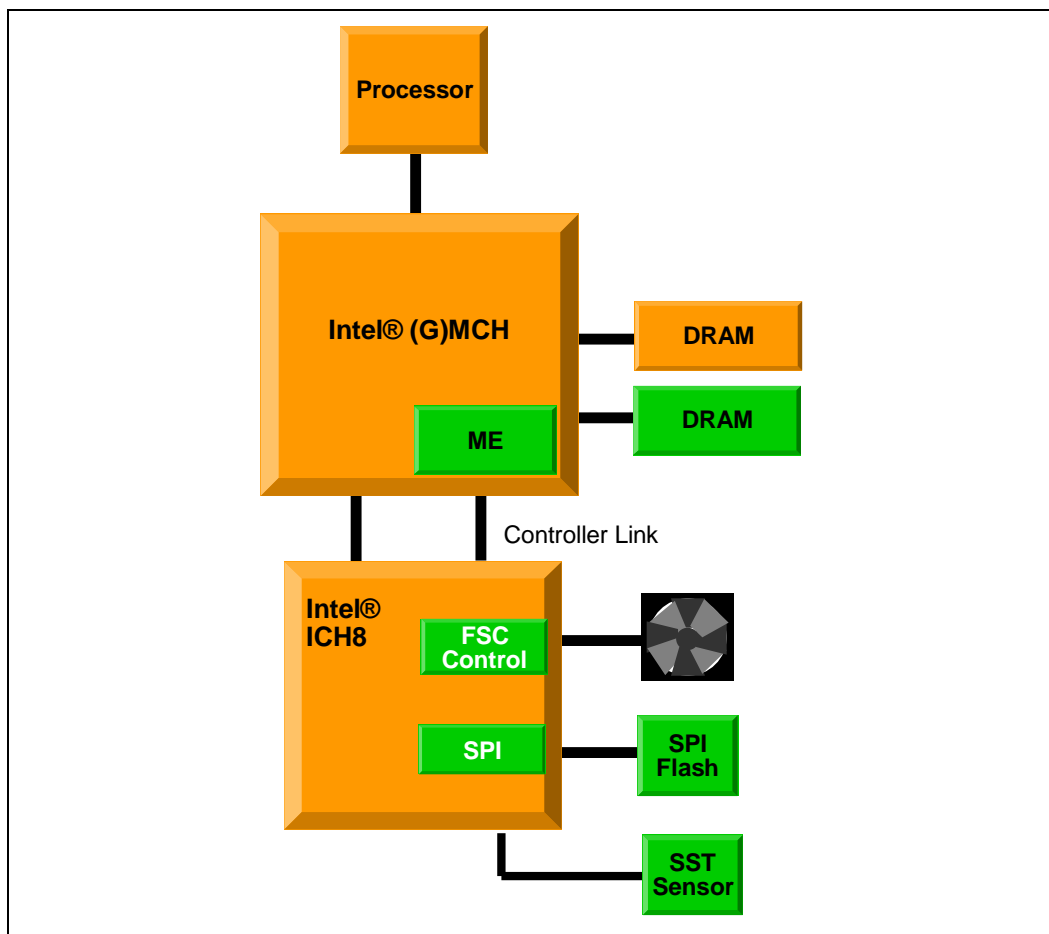 Processor
Intel® (G)MCH
DRAM
DRAM
ME
Controller Link
Intel®
ICH8
FSC
Control
SPI
SPI
Flash
SST
Sensor